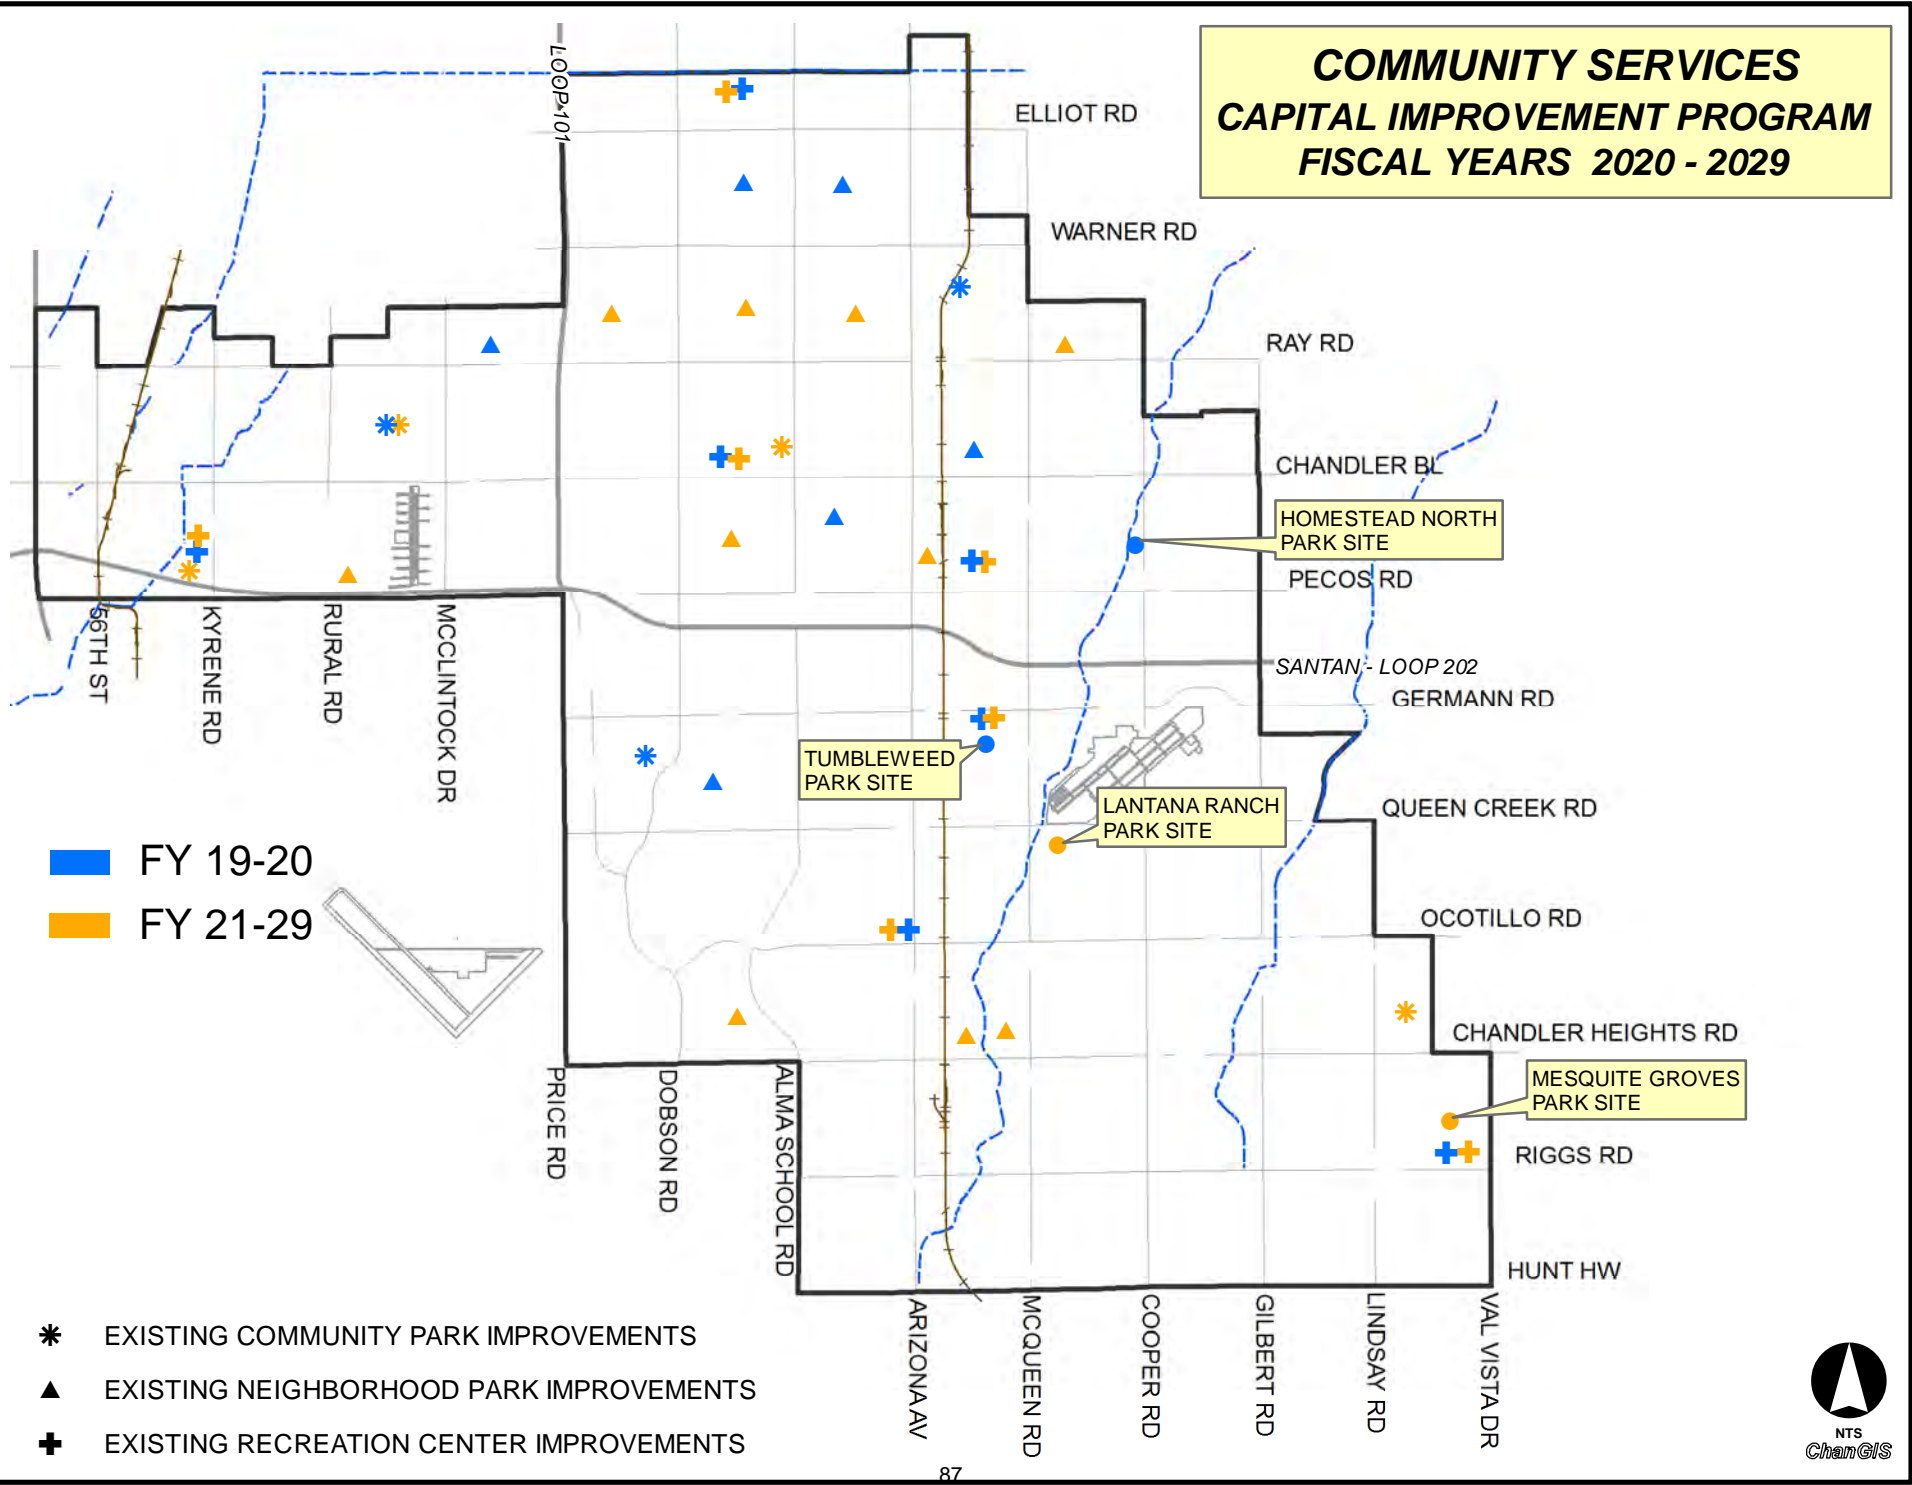 COMMUNITY SERVICES
CAPITAL IMPROVEMENT PROGRAM
FISCAL YEARS 2020 - 2029
LOOP 101
ELLIOT RD
WARNER RD
RAY RD
CHANDLER BL
HOMESTEAD NORTH
PARK SITE
PECOS RD
56TH ST
KYRENE RD
RURAL RD
MCCLINTOCK DR
SANTAN - LOOP 202
GERMANN RD
TUMBLEWEED
PARK SITE
LANTANA RANCH
PARK SITE
QUEEN CREEK RD
FY 19-20
FY 21-29
OCOTILLO RD
CHANDLER HEIGHTS RD
MESQUITE GROVES
PARK SITE
PRICE RD
DOBSON RD
ALMA SCHOOL RD
RIGGS RD
HUNT HW
ARIZONA AV
MCQUEEN RD
COOPER RD
GILBERT RD
LINDSAY RD
VAL VISTA DR
EXISTING COMMUNITY PARK IMPROVEMENTS
EXISTING NEIGHBORHOOD PARK IMPROVEMENTS
EXISTING RECREATION CENTER IMPROVEMENTS
NTS
ChanGIS
87